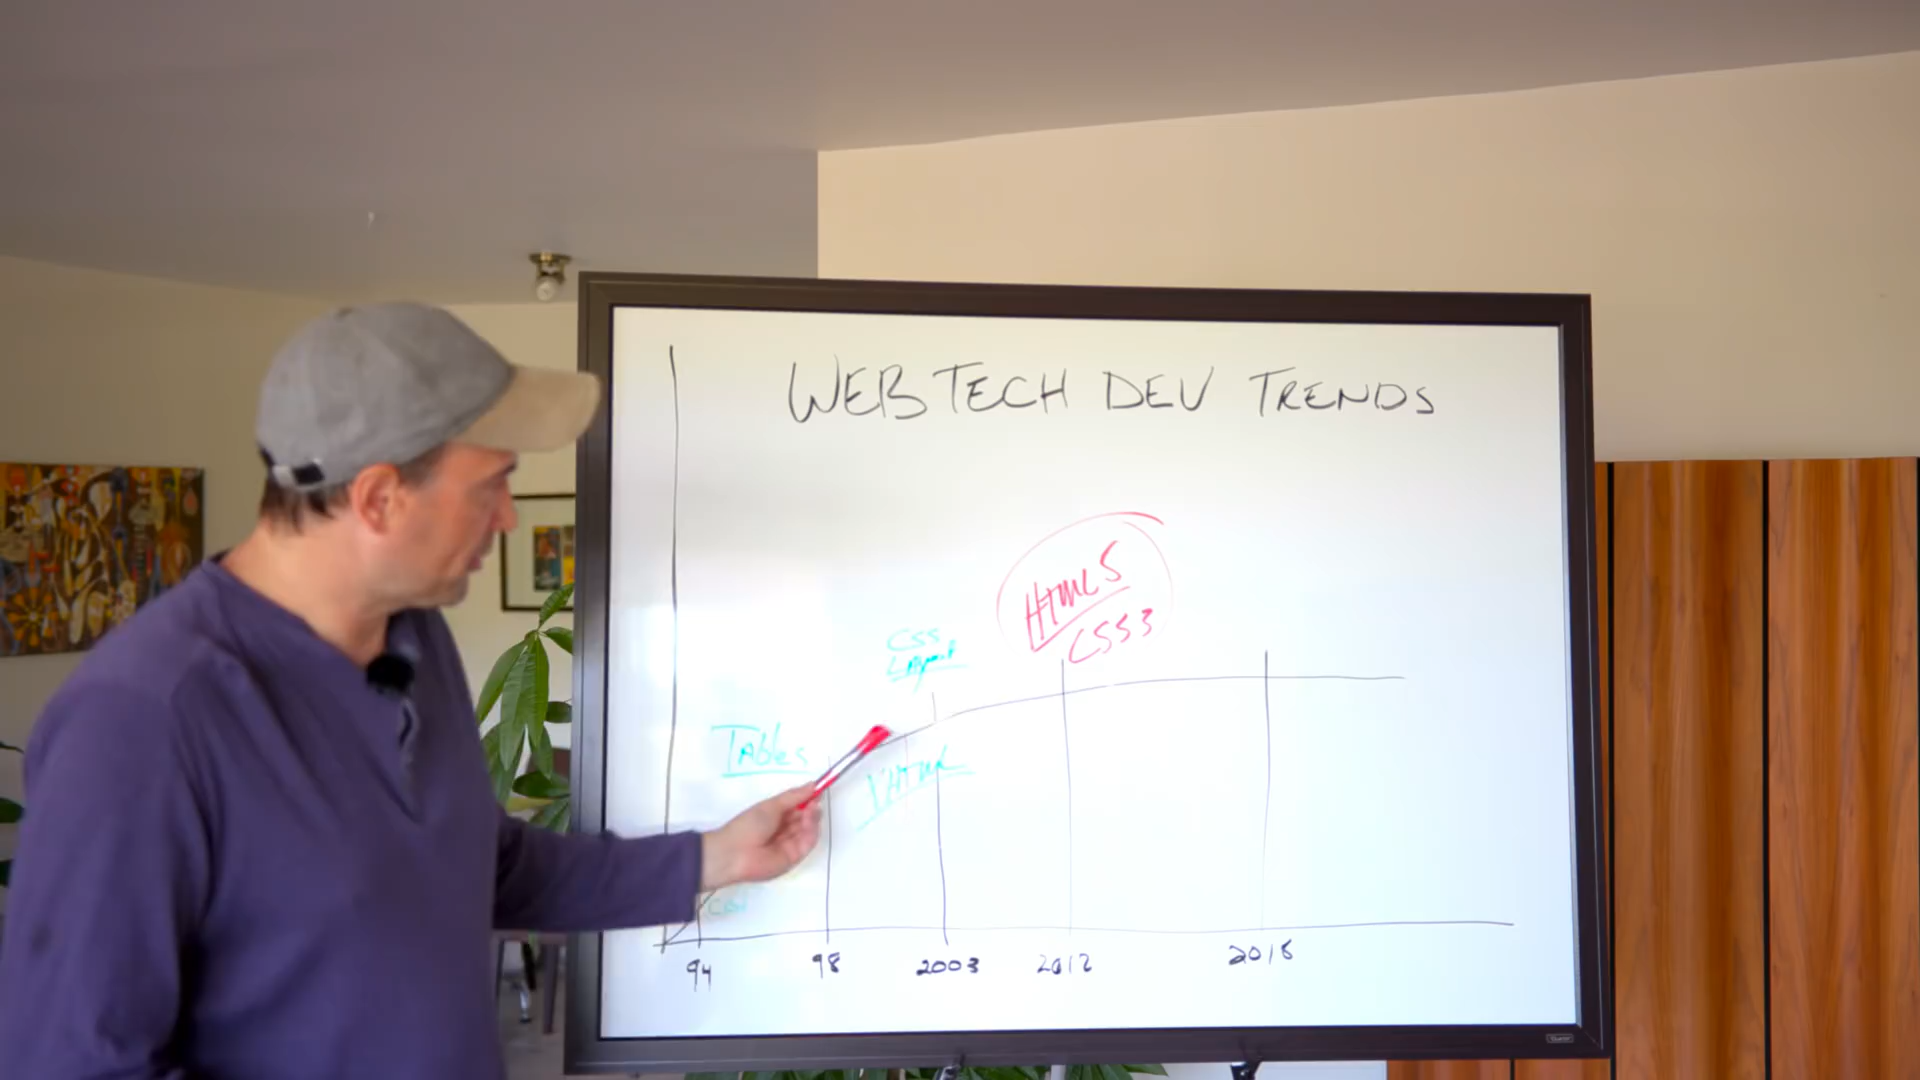 WEB TECH DEV TRENDS
HTML5
CSS3
CSS
Layout
Tables
XHTML
94
98
2003
2012
2016